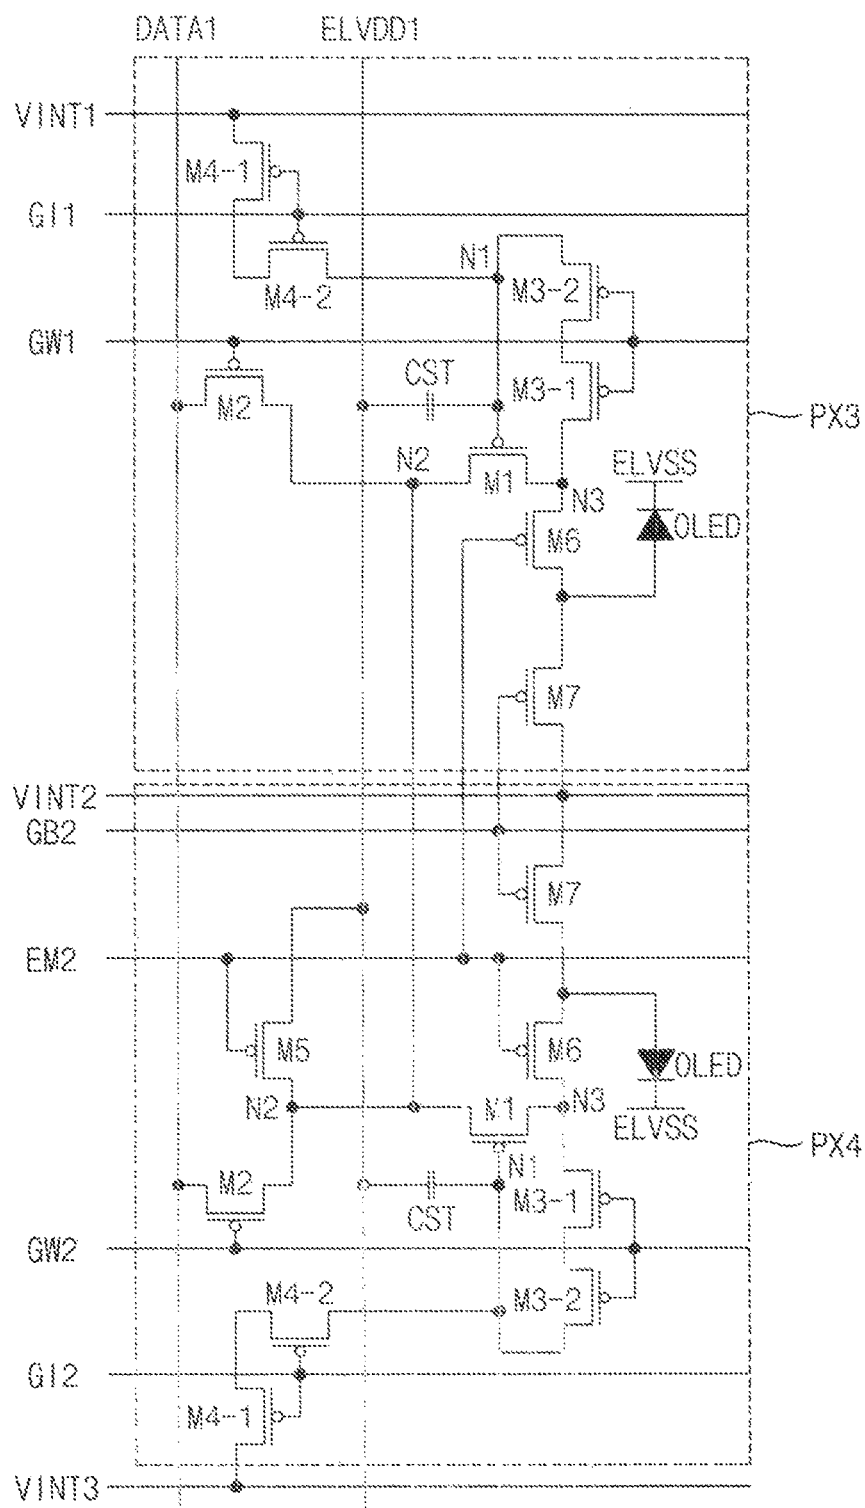 DATA1 ELVDD1
VINT1
M4-1
GI1
N1
M3-2
M4-2
GW1
CST
M3-1
M2
PX3
N2
M1
ELVSS
N3
OLED
M6
M7
VINT2
GB2
M7
EM2
M5
M6
OLED
N2
M1
N3
ELVSS
PX4
M2
N1
M3-1
CST
GW2
M4-2
M3-2
GI2
M4-1
VINT3